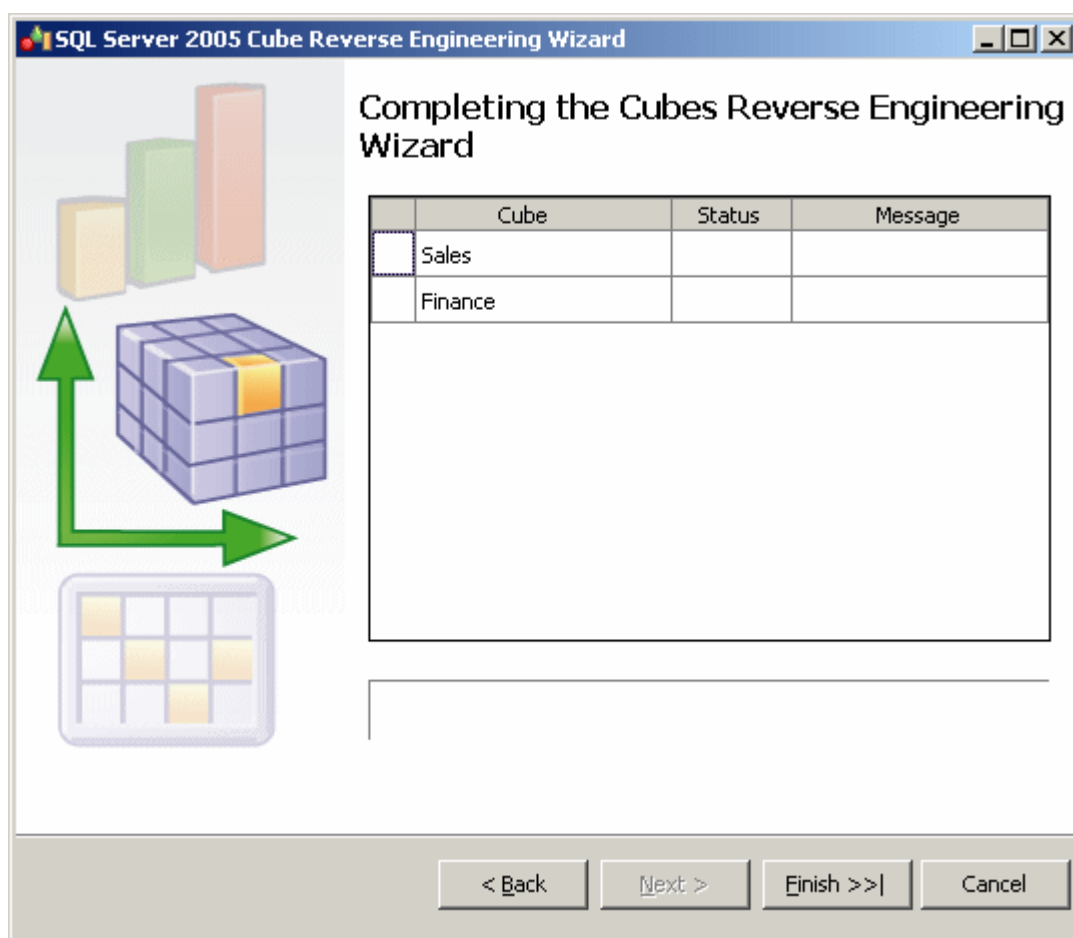 SQL Server 2005 Cube Reverse Engineering Wizard
Completing the Cubes Reverse Engineering
Wizard
Cube Status Message
Sales
Finance
< Back Next > Finish >>| Cancel